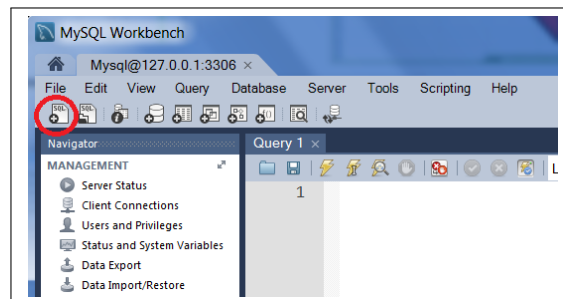 MySQL Workbench
Mysql@127.0.0.1:3306 ×
File Edit View Query Database Server Tools Scripting Help
SQL SQL
Navigator Query 1 ×
MANAGEMENT
1
Server Status
Client Connections
Users and Privileges
Status and System Variables
Data Export
Data Import/Restore